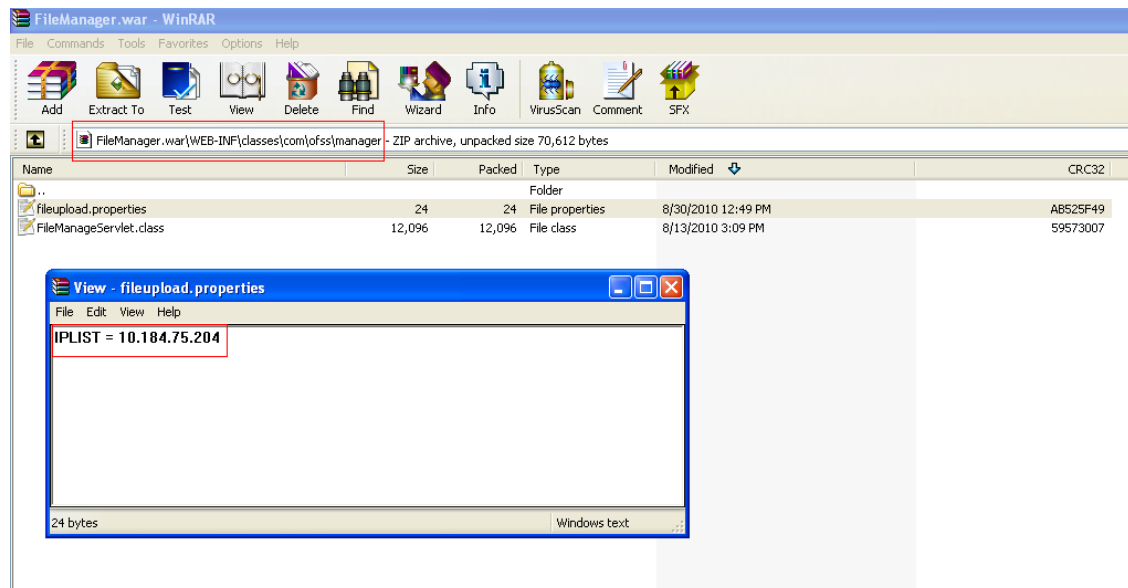 FileManager.war - WinRAR
File Commands Tools Favorites Options Help
Add Extract To Test View Delete Find Wizard Info VirusScan Comment SFX
FileManager.war\WEB-INF\classes\com\ofss\manager - ZIP archive, unpacked size 70,612 bytes
Name Size Packed Type Modified CRC32
.. Folder
fileupload.properties 24 24 File properties 8/30/2010 12:49 PM AB525F49
FileManageServlet.class 12,096 12,096 File class 8/13/2010 3:09 PM 59573007
View - fileupload.properties
File Edit View Help
IPLIST = 10.184.75.204
24 bytes Windows text